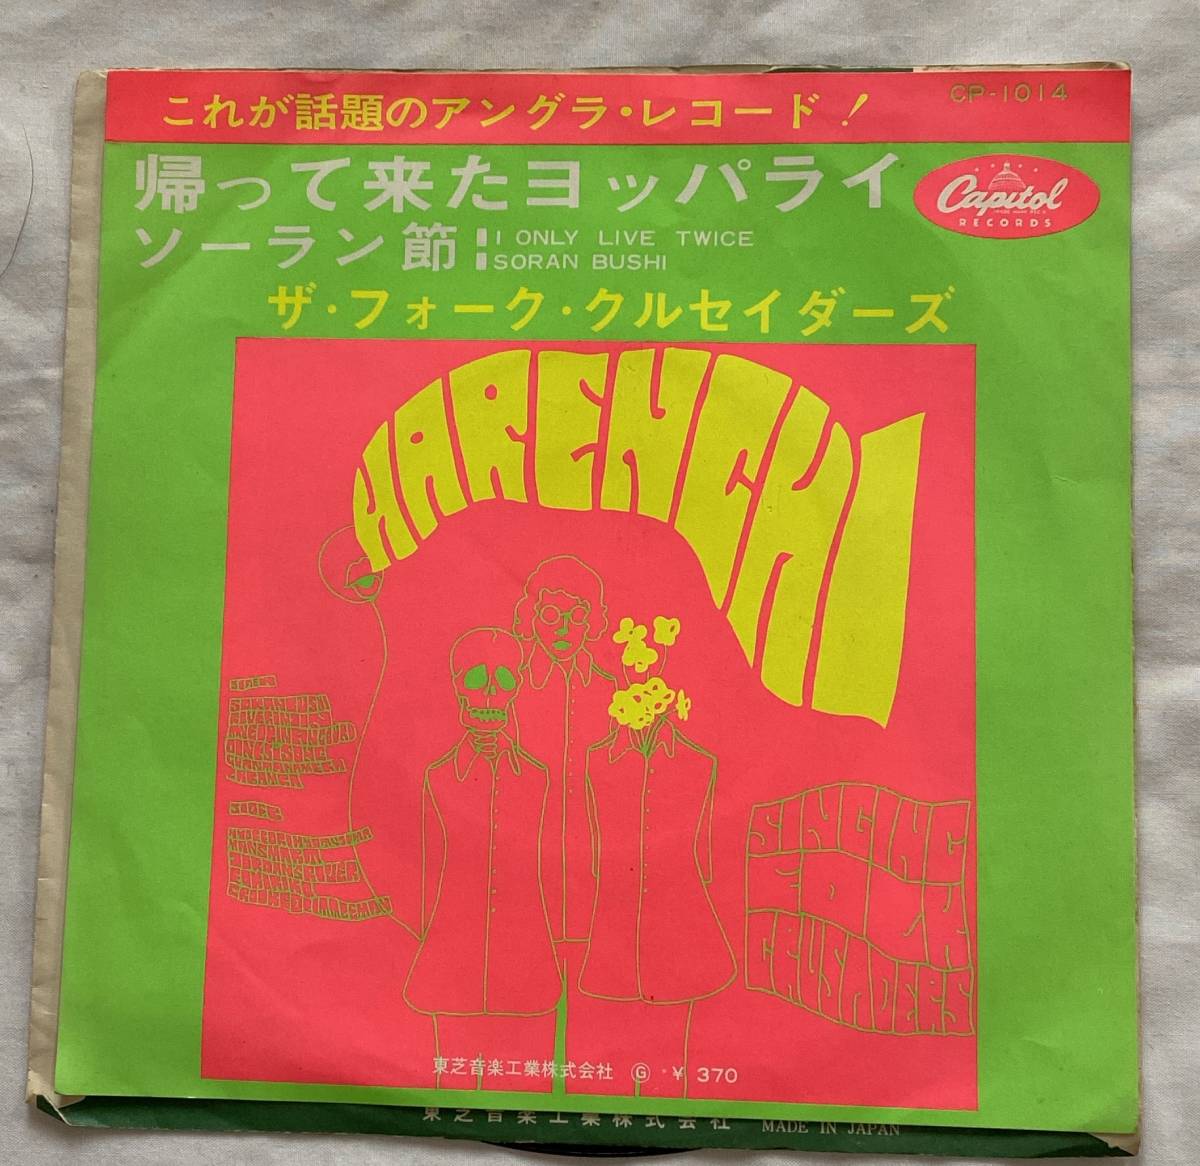 これが話題のアングラ・レコード!
CP-1014
帰って来たヨッパライ
Capitol
RECORDS
ソーラン節
I ONLY LIVE TWICE
SORAN BUSHI
ザ・フォーク・クルセイダーズ
HARENCHI
SINGING
FOLK
CRUSADERS
東芝音楽工業株式会社 Ⓖ ¥ 370
東芝音楽工業株式会社 MADE IN JAPAN